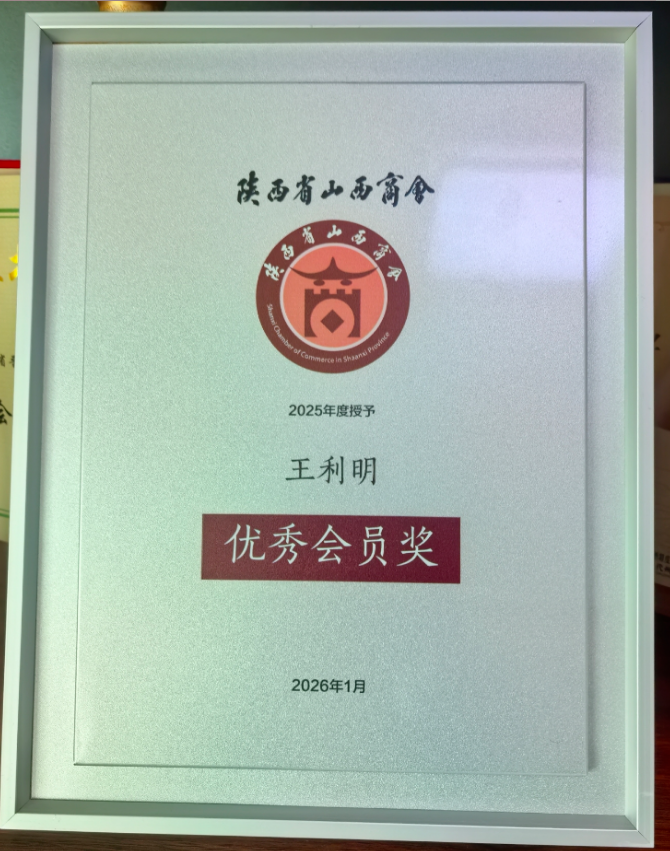 陕西省山西商会
陕西省山西商会
Shanxi Chamber of Commerce in Shaanxi Province
2025年度授予
王利明
优秀会员奖
2026年1月